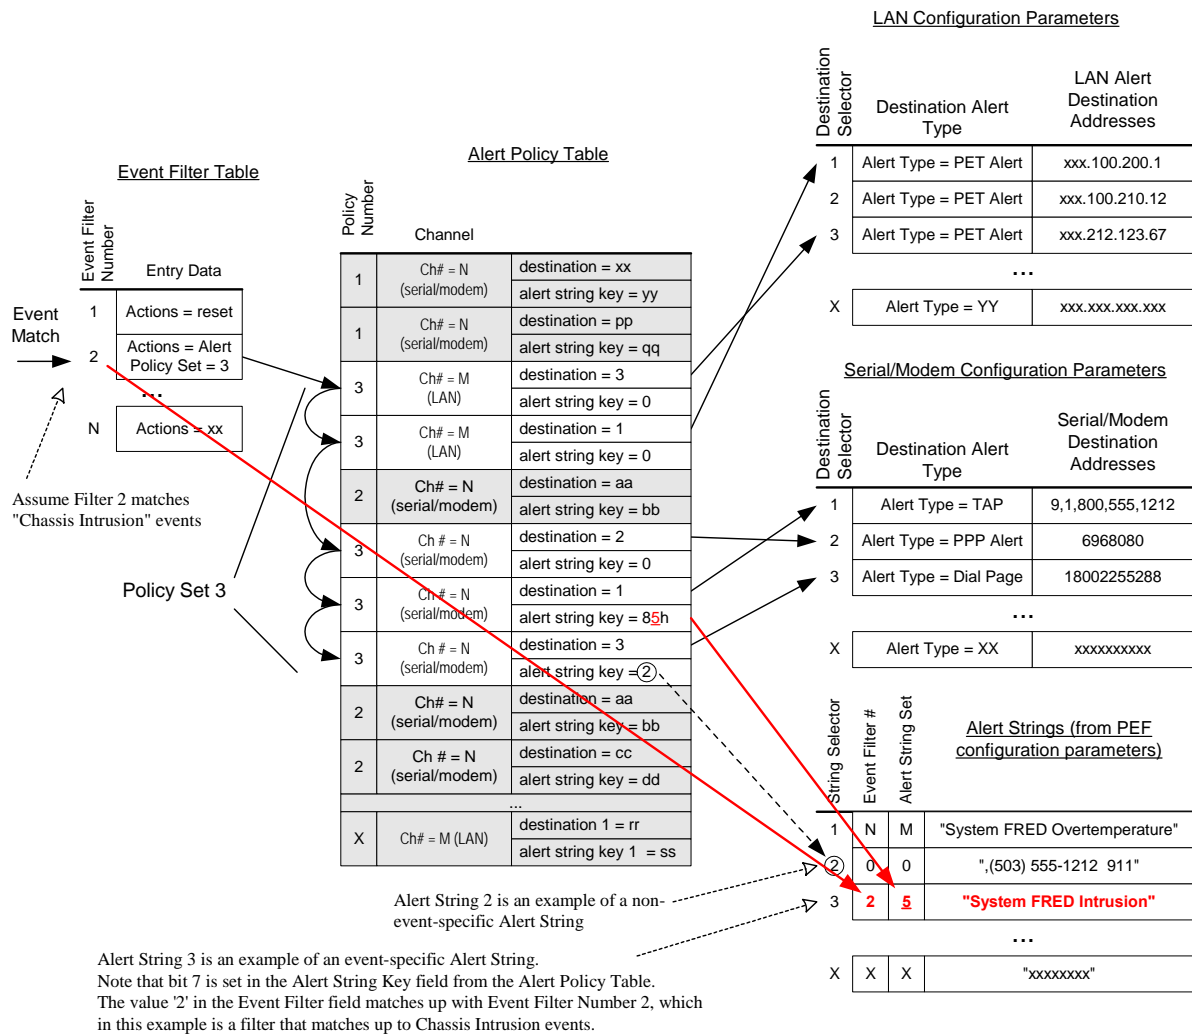 LAN Configuration Parameters
Destination Selector
Destination Alert Type
LAN Alert Destination Addresses
1 Alert Type = PET Alert xxx.100.200.1
2 Alert Type = PET Alert xxx.100.210.12
3 Alert Type = PET Alert xxx.212.123.67
...
X Alert Type = YY xxx.xxx.xxx.xxx
Alert Policy Table
Policy Number
Channel
1 Ch# = N (serial/modem) destination = xx
alert string key = yy
1 Ch# = N (serial/modem) destination = pp
alert string key = qq
3 Ch# = M (LAN) destination = 3
alert string key = 0
3 Ch# = M (LAN) destination = 1
alert string key = 0
2 Ch# = N (serial/modem) destination = aa
alert string key = bb
3 Ch # = N (serial/modem) destination = 2
alert string key = 0
3 Ch # = N (serial/modem) destination = 1
alert string key = 85h
3 Ch # = N (serial/modem) destination = 3
alert string key = 2
2 Ch# = N (serial/modem) destination = aa
alert string key = bb
2 Ch # = N (serial/modem) destination = cc
alert string key = dd
...
X Ch# = M (LAN) destination 1 = rr
alert string key 1 = ss
Event Filter Table
Event Filter Number
Entry Data
Event Match
1 Actions = reset
2 Actions = Alert
Policy Set = 3
...
N Actions = xx
Assume Filter 2 matches
"Chassis Intrusion" events
Policy Set 3
Serial/Modem Configuration Parameters
Destination Selector
Destination Alert Type
Serial/Modem Destination Addresses
1 Alert Type = TAP 9,1,800,555,1212
2 Alert Type = PPP Alert 6968080
3 Alert Type = Dial Page 18002255288
...
X Alert Type = XX xxxxxxxxxx
String Selector
Event Filter #
Alert String Set
Alert Strings (from PEF
configuration parameters)
1 N M "System FRED Overtemperature"
2 0 0 ",(503) 555-1212 911"
3 2 5 "System FRED Intrusion"
...
X X X "xxxxxxxx"
Alert String 2 is an example of a non-
event-specific Alert String
Alert String 3 is an example of an event-specific Alert String.
Note that bit 7 is set in the Alert String Key field from the Alert Policy Table.
The value '2' in the Event Filter field matches up with Event Filter Number 2, which
in this example is a filter that matches up to Chassis Intrusion events.